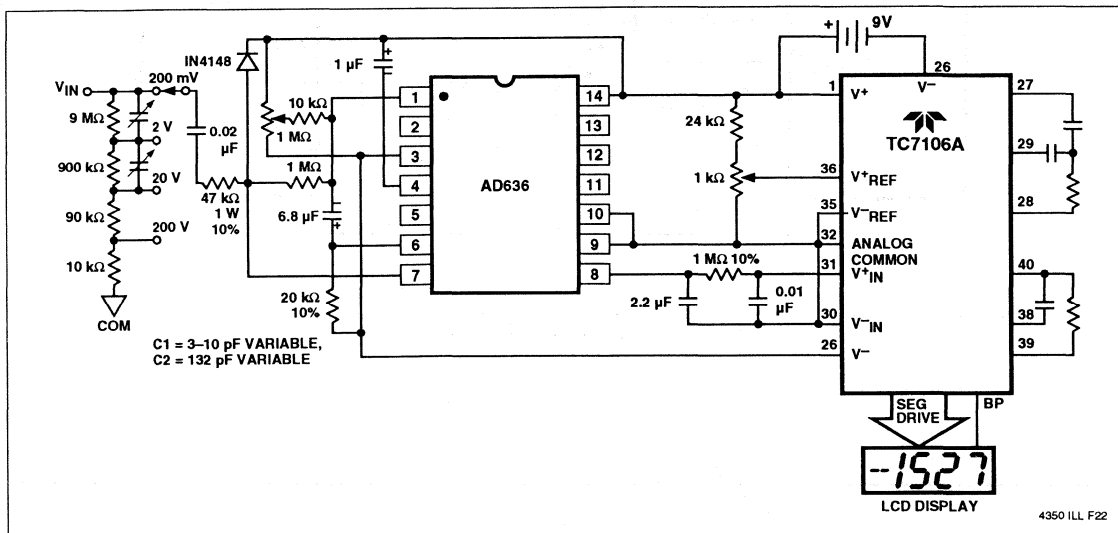 9V
+
IN4148
1 µF
+
–
26
V–
VIN
200 mV
9 MΩ
2 V
0.02 µF
900 kΩ
20 V
90 kΩ
200 V
10 kΩ
COM
47 kΩ
1 W
10%
10 kΩ
1 MΩ
1 MΩ
–
6.8 µF
+
20 kΩ
10%
C1 = 3–10 pF VARIABLE,
C2 = 132 pF VARIABLE
1
2
3
4
5
6
7
AD636
14
13
12
11
10
9
8
24 kΩ
1 kΩ
1 MΩ 10%
2.2 µF
0.01 µF
1 V+
TC7106A
36 V+REF
35 V–REF
32 ANALOG COMMON
31 V+IN
30 V–IN
26 V–
27
29
28
40
38
39
SEG DRIVE
BP
–1527
LCD DISPLAY
4350 ILL F22